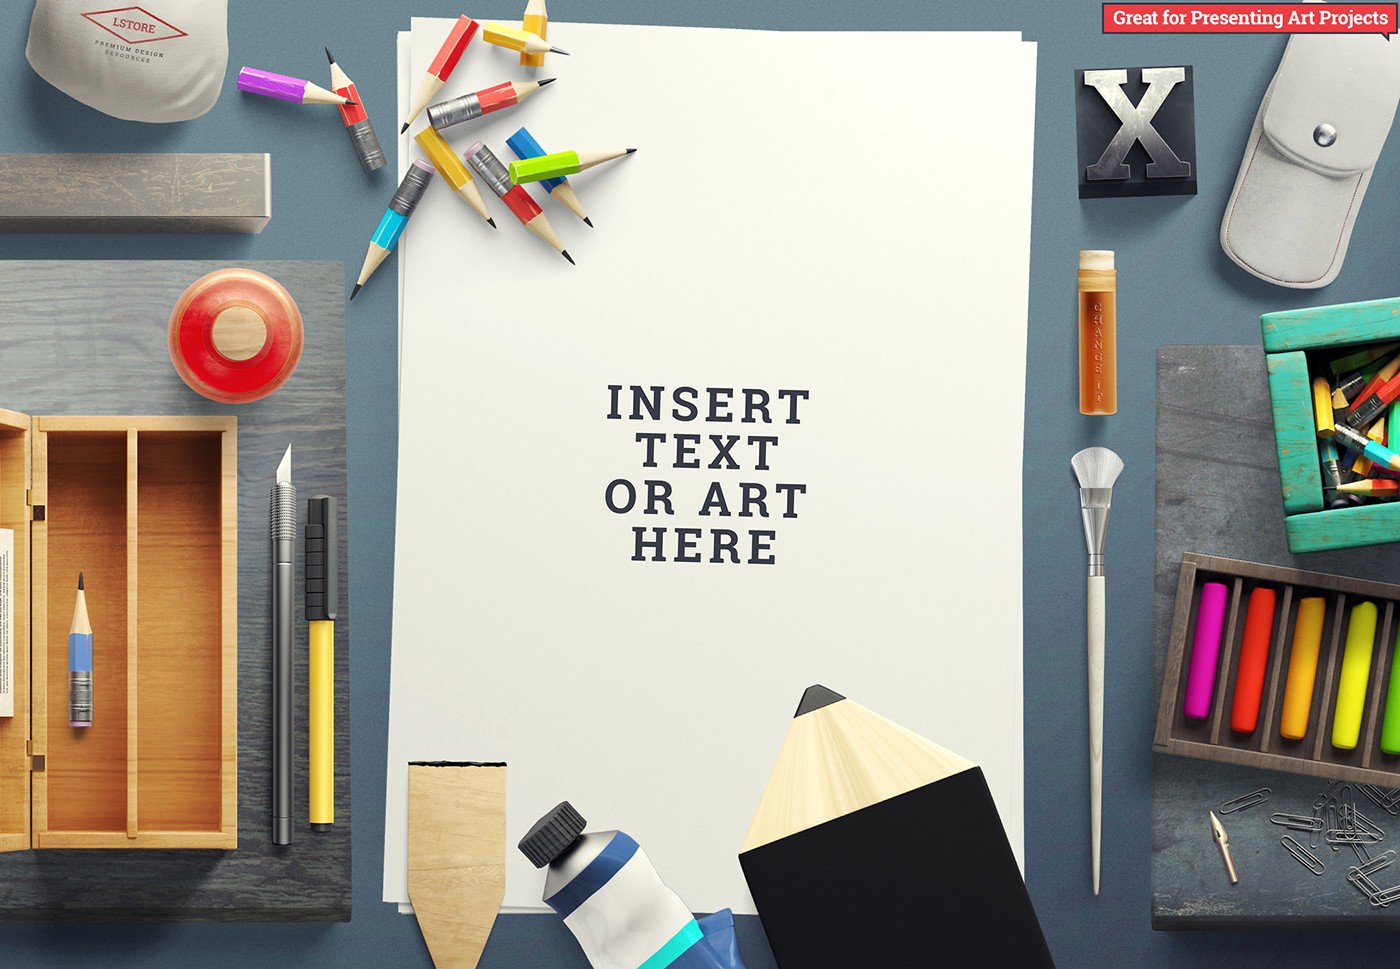 Great for Presenting Art Projects
LSTORE
PREMIUM DESIGN
RESOURCES
X
CHANGE IT
INSERT
TEXT
OR ART
HERE